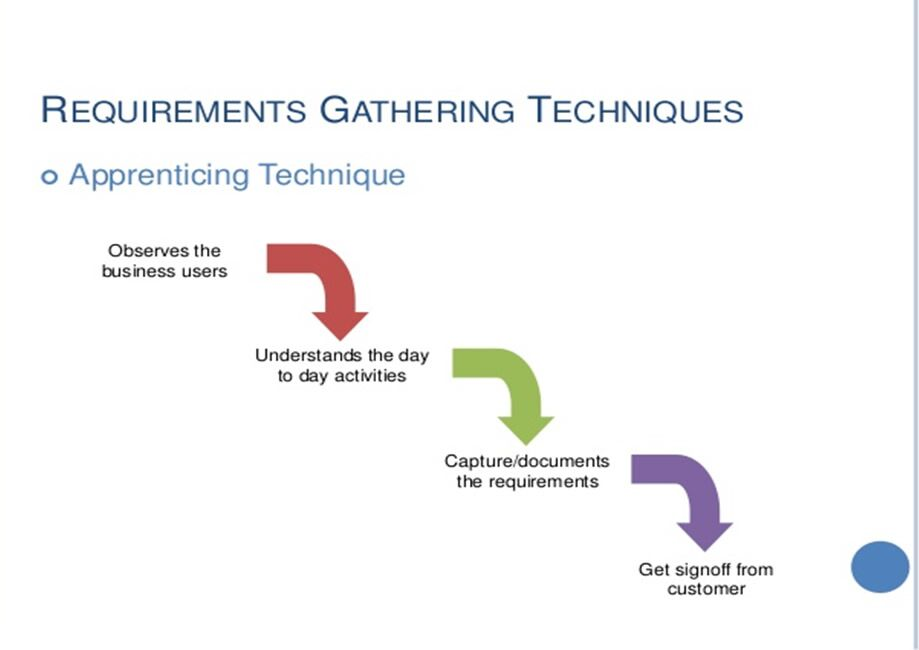 REQUIREMENTS GATHERING TECHNIQUES
Apprenticing Technique
Observes the
business users
Understands the day
to day activities
Capture/documents
the requirements
Get signoff from
customer